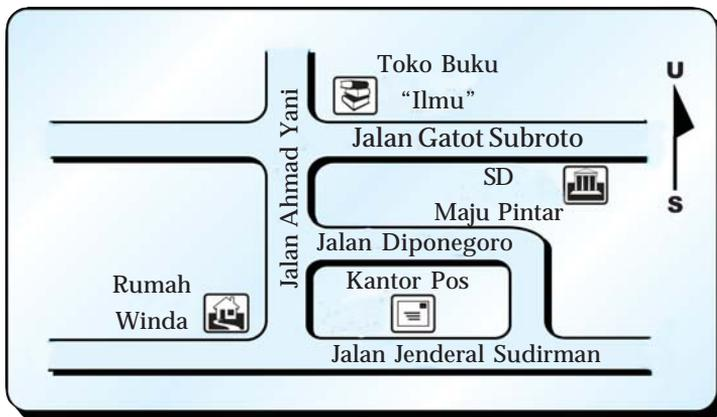 Toko Buku
“Ilmu”
U
Jalan Ahmad Yani
Jalan Gatot Subroto
SD
Maju Pintar
S
Jalan Diponegoro
Rumah
Winda
Kantor Pos
Jalan Jenderal Sudirman